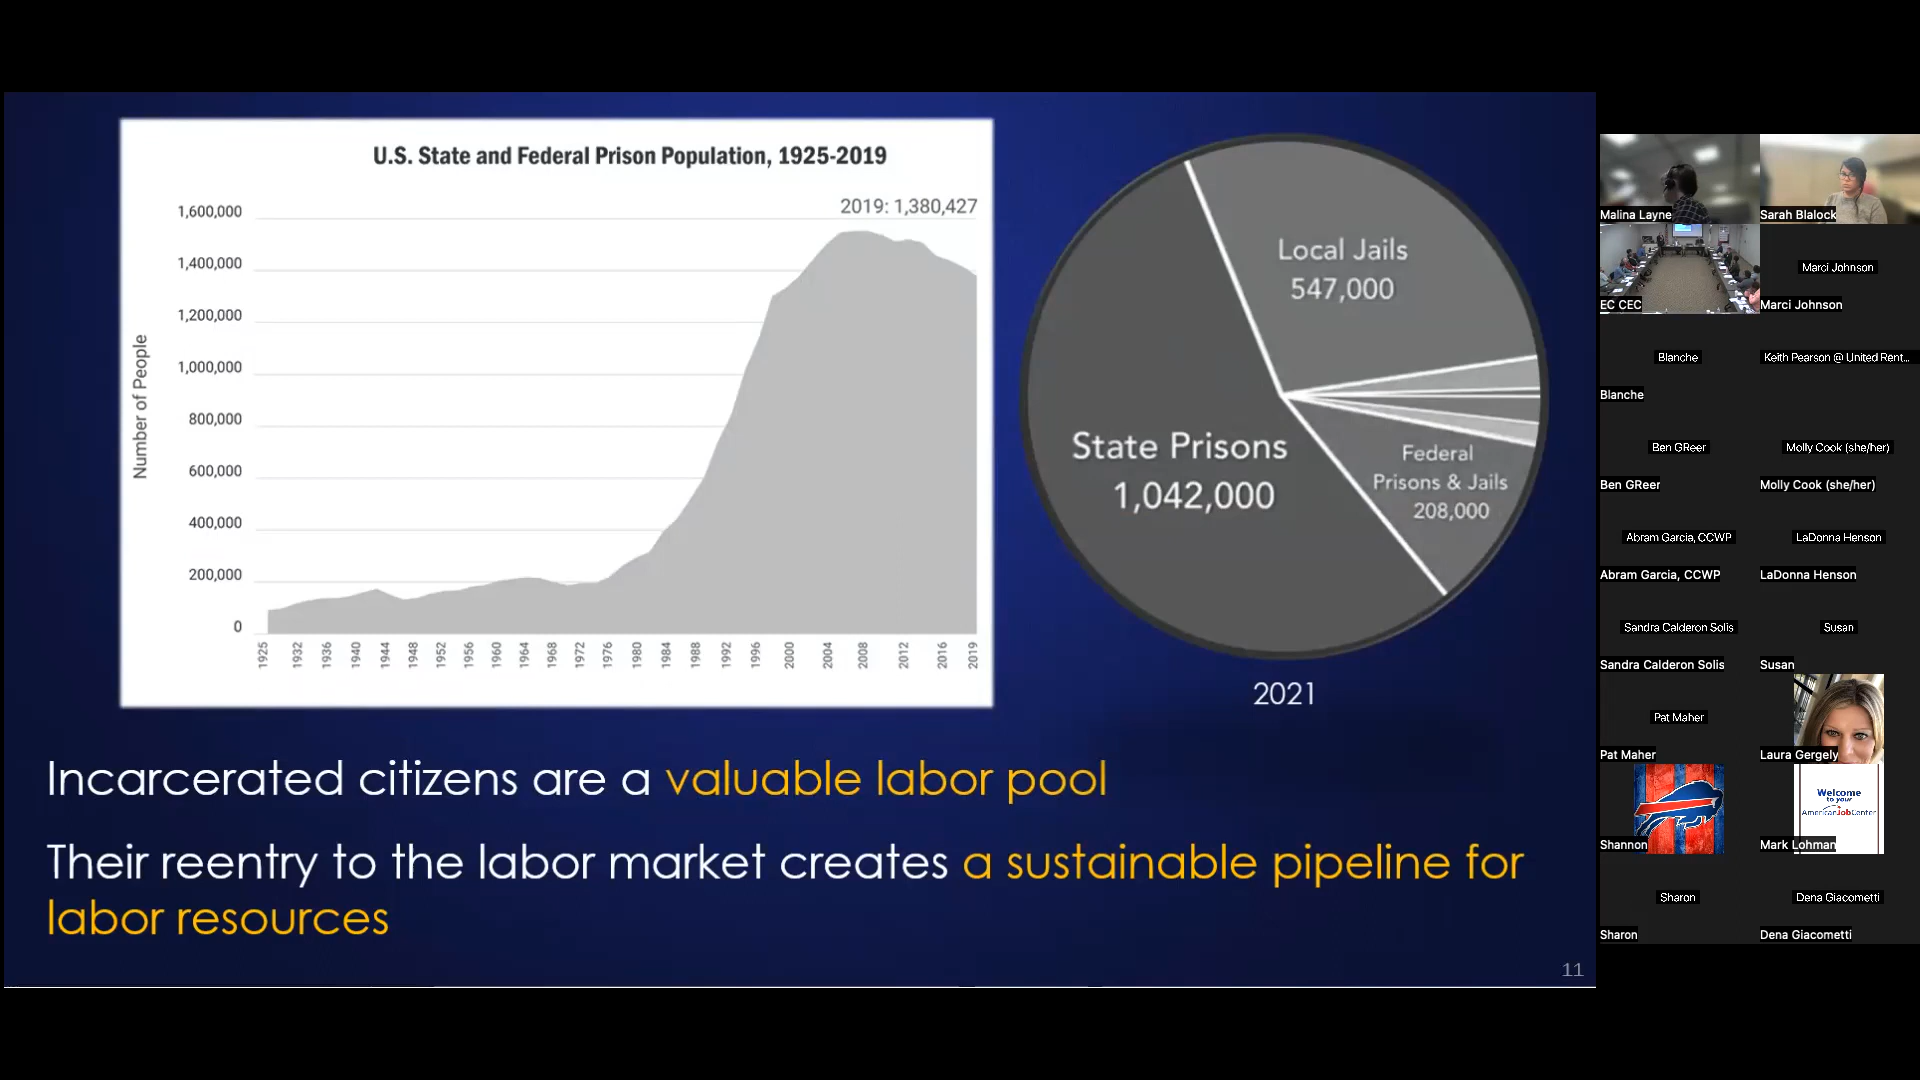 U.S. State and Federal Prison Population, 1925-2019
2019: 1,380,427
Number of People
1,600,000
1,400,000
1,200,000
1,000,000
800,000
600,000
400,000
200,000
0
1925 1932 1936 1940 1944 1948 1952 1956 1960 1964 1968 1972 1976 1980 1984 1988 1992 1996 2000 2004 2008 2012 2016 2019
Local Jails
547,000
State Prisons
1,042,000
Federal
Prisons & Jails
208,000
2021
Incarcerated citizens are a valuable labor pool
Their reentry to the labor market creates a sustainable pipeline for
labor resources
11
Malina Layne
Sarah Blalock
EC CEC
Marci Johnson
Marci Johnson
Blanche
Blanche
Keith Pearson @ United Rent...
Ben GReer
Ben GReer
Molly Cook (she/her)
Molly Cook (she/her)
Abram Garcia, CCWP
Abram Garcia, CCWP
LaDonna Henson
LaDonna Henson
Sandra Calderon Solis
Sandra Calderon Solis
Susan
Susan
Pat Maher
Pat Maher
Laura Gergely
Shannon
Welcome
to your
AmericanJobCenter
Mark Lohman
Sharon
Sharon
Dena Giacometti
Dena Giacometti